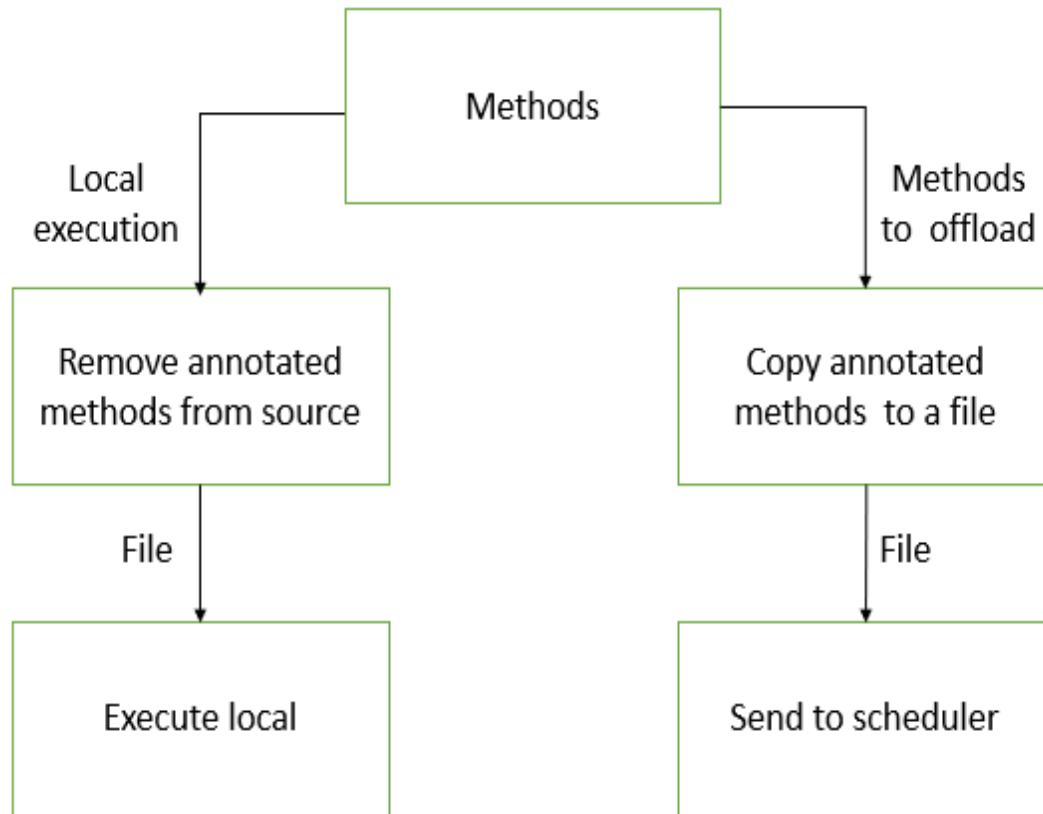 Methods
Local
execution
Methods
to offload
Remove annotated
methods from source
Copy annotated
methods to a file
File
File
Execute local
Send to scheduler